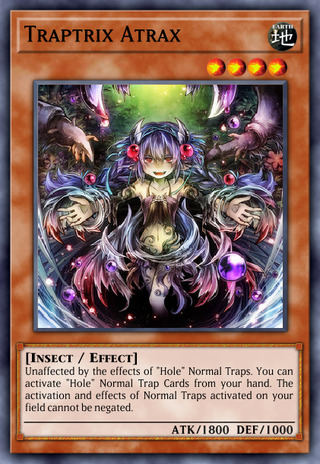 Traptrix Atrax
EARTH
地
[Insect / Effect]
Unaffected by the effects of "Hole" Normal Traps. You can
activate "Hole" Normal Trap Cards from your hand. The
activation and effects of Normal Traps activated on your
field cannot be negated.
ATK/1800 DEF/1000